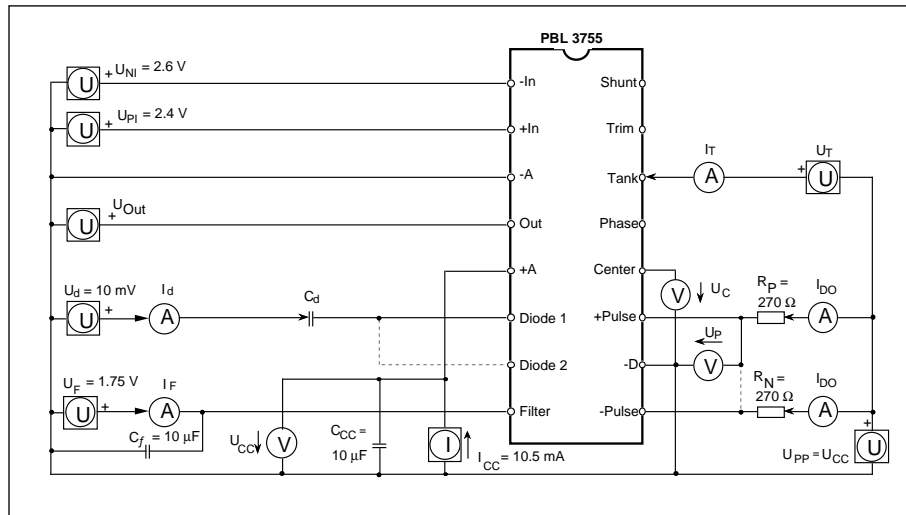 PBL 3755
U
+ U_NI = 2.6 V
-In
Shunt
U
+ U_PI = 2.4 V
+In
Trim
-A
Tank
I_T
A
U_T
+
U
U
+ U_Out
Out
Phase
+A
Center
V
U_C
U_d = 10 mV
U
+
I_d
A
C_d
Diode 1
+Pulse
R_P =
270 Ω
I_DO
A
Diode 2
-D
U_P
V
U_F = 1.75 V
U
+
I_F
A
Filter
-Pulse
R_N =
270 Ω
I_DO
A
C_f = 10 µF
U_CC
V
C_CC =
10 µF
I
I_CC = 10.5 mA
+
U
U_PP = U_CC